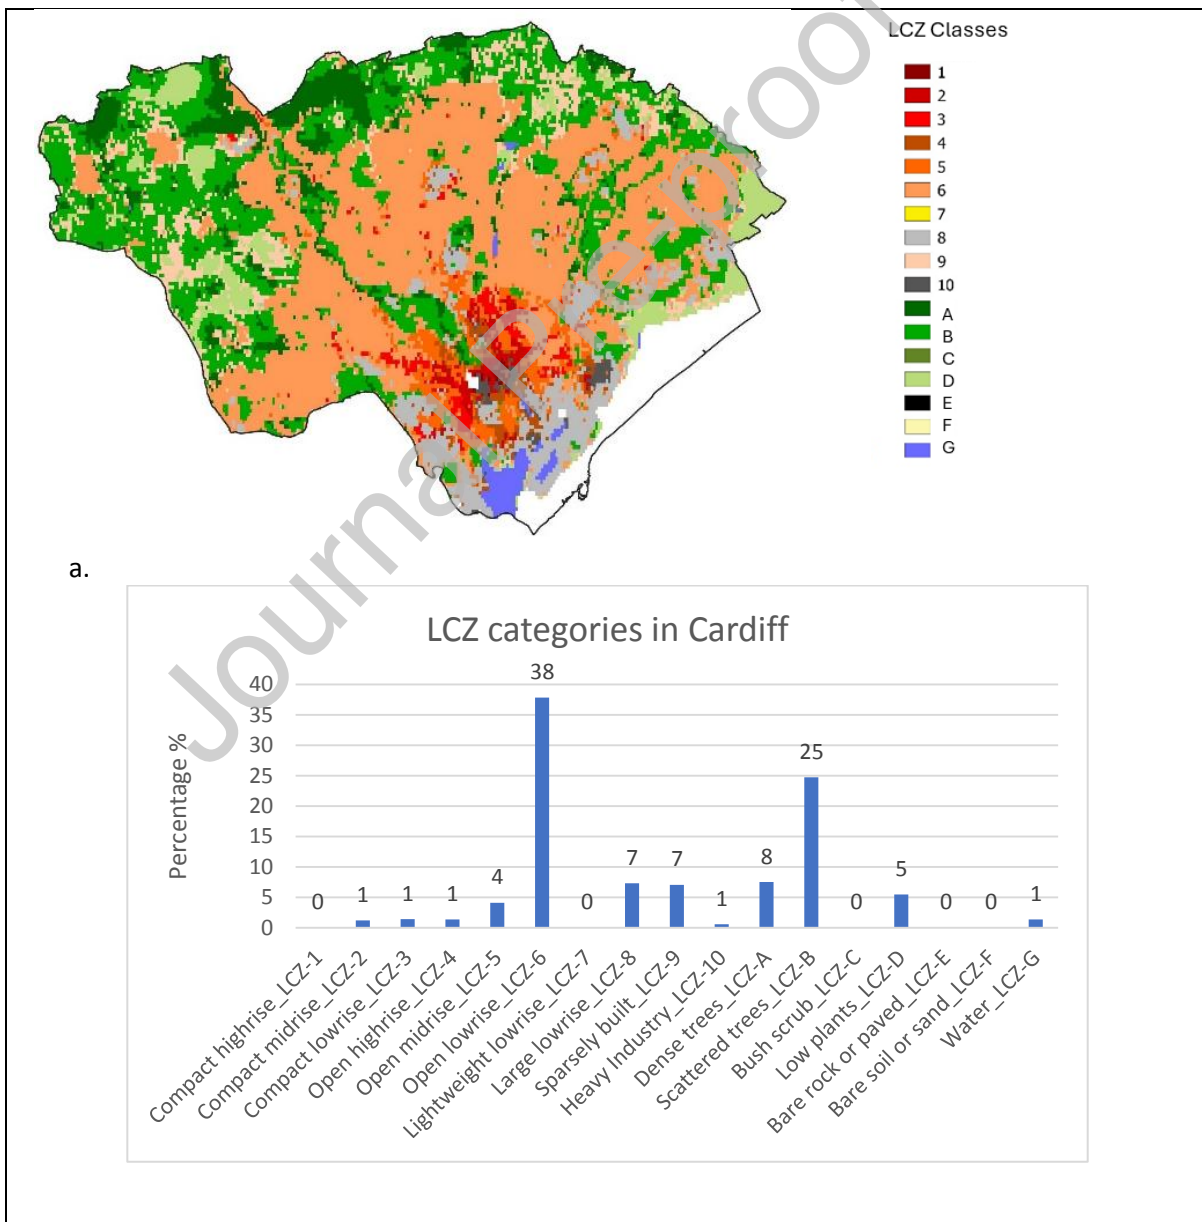 LCZ Classes
1
2
3
4
5
6
7
8
9
10
A
B
C
D
E
F
G
Journal Pre-proof
a.
LCZ categories in Cardiff
Percentage %
40
35
30
25
20
15
10
5
0
0
1
1
1
4
38
0
7
7
1
8
25
0
5
0
0
1
Compact highrise_LCZ-1
Compact midrise_LCZ-2
Compact lowrise_LCZ-3
Open highrise_LCZ-4
Open midrise_LCZ-5
Open lowrise_LCZ-6
Lightweight lowrise_LCZ-7
Large lowrise_LCZ-8
Sparsely built_LCZ-9
Heavy Industry_LCZ-10
Dense trees_LCZ-A
Scattered trees_LCZ-B
Bush scrub_LCZ-C
Low plants_LCZ-D
Bare rock or paved_LCZ-E
Bare soil or sand_LCZ-F
Water_LCZ-G